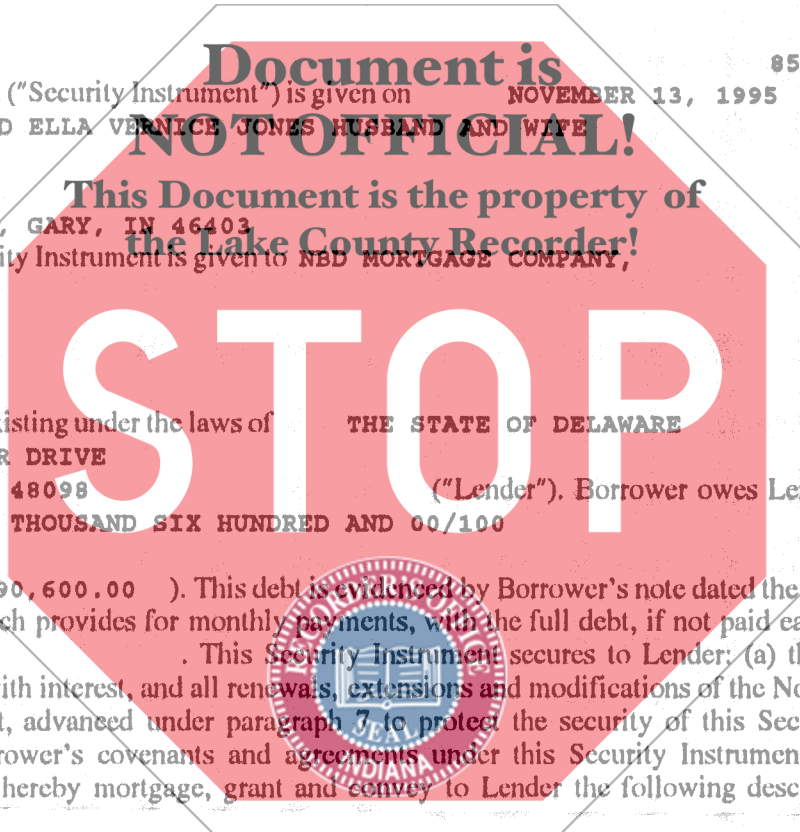 Document is
85
("Security Instrument") is given on NOVEMBER 13, 1995
D ELLA VERNICE JONES HUSBAND AND WIFE
NOT OFFICIAL!
This Document is the property of
, GARY, IN 46403
the Lake County Recorder!
ity Instrument is given to NBD MORTGAGE COMPANY,
STOP
isting under the laws of THE STATE OF DELAWARE
R DRIVE
48098 ("Lender"). Borrower owes Le
THOUSAND SIX HUNDRED AND 00/100
90,600.00 ). This debt is evidenced by Borrower's note dated the
ch provides for monthly payments, with the full debt, if not paid ea
. This Security Instrument secures to Lender: (a) th
ith interest, and all renewals, extensions and modifications of the No
t, advanced under paragraph 7 to protect the security of this Sec
rower's covenants and agreements under this Security Instrumen
hereby mortgage, grant and convey to Lender the following desc
RECORDER'S OFFICE
SEAL
INDIANA